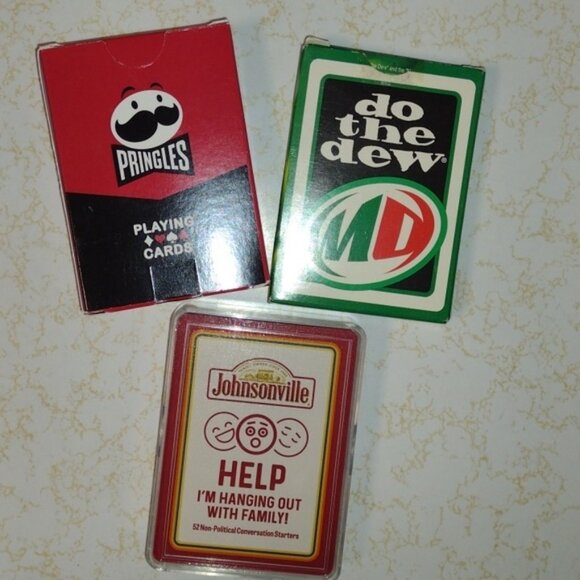 PRINGLES
PLAYING
CARDS
do
the
dew®
MD
Johnsonville
HELP
I'M HANGING OUT
WITH FAMILY!
52 Non-Political Conversation Starters